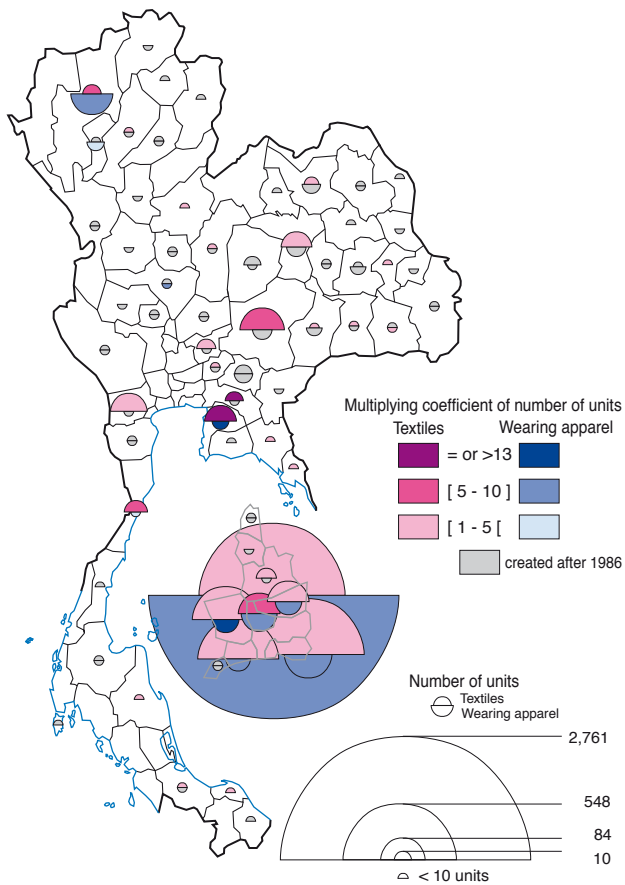 Multiplying coefficient of number of units
Textiles Wearing apparel
= or >13
[ 5 - 10 ]
[ 1 - 5 [
created after 1986
Number of units
Textiles
Wearing apparel
2,761
548
84
10
< 10 units